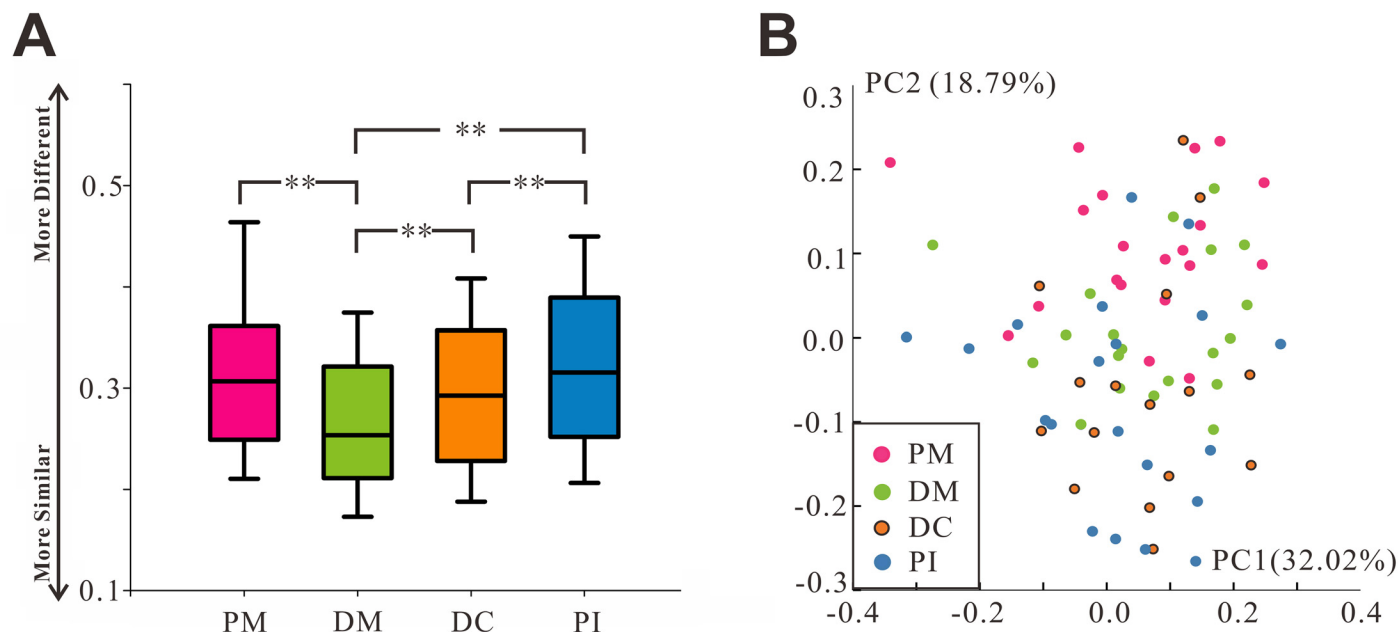 A
More Different
More Similar
0.5
0.3
0.1
**
**
**
**
PM
DM
DC
PI
B
PC2 (18.79%)
0.3
0.2
0.1
0.0
-0.1
-0.2
-0.3
PM
DM
DC
PI
PC1(32.02%)
-0.4
-0.2
0.0
0.2
0.4